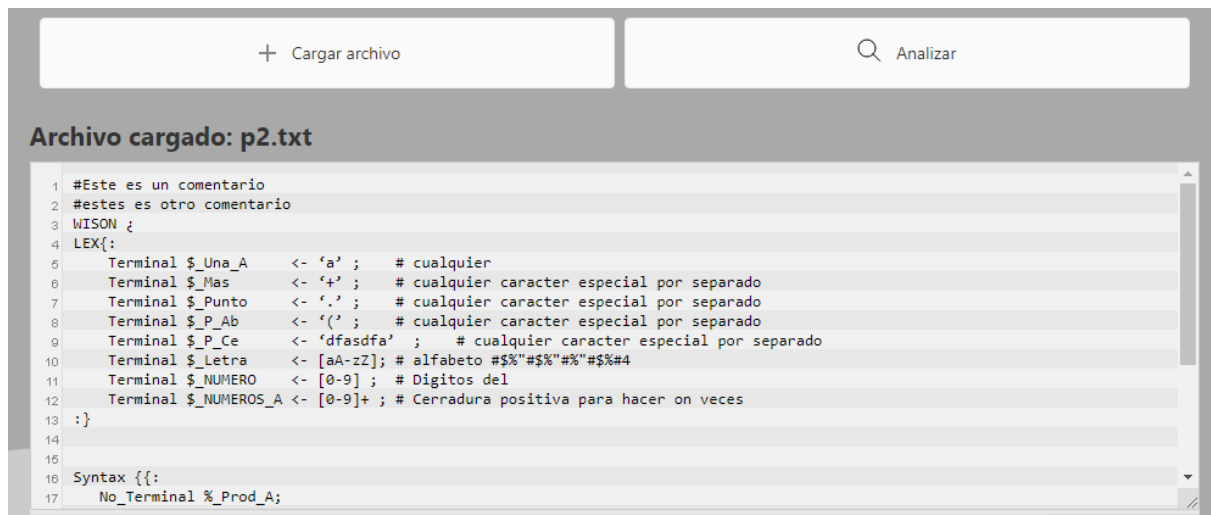 + Cargar archivo
Analizar
Archivo cargado: p2.txt
1 #Este es un comentario
2 #estes es otro comentario
3 WISON ¿
4 LEX{:
5 Terminal $_Una_A <- ‘a’ ; # cualquier
6 Terminal $_Mas <- ‘+’ ; # cualquier caracter especial por separado
7 Terminal $_Punto <- ‘.’ ; # cualquier caracter especial por separado
8 Terminal $_P_Ab <- ‘(’ ; # cualquier caracter especial por separado
9 Terminal $_P_Ce <- ‘dfasdfa’ ; # cualquier caracter especial por separado
10 Terminal $_Letra <- [aA-zZ]; # alfabeto #$%"#$%"#%"#$%#4
11 Terminal $_NUMERO <- [0-9] ; # Digitos del
12 Terminal $_NUMEROS_A <- [0-9]+ ; # Cerradura positiva para hacer on veces
13 :}
14
15
16 Syntax {{:
17 No_Terminal %_Prod_A;